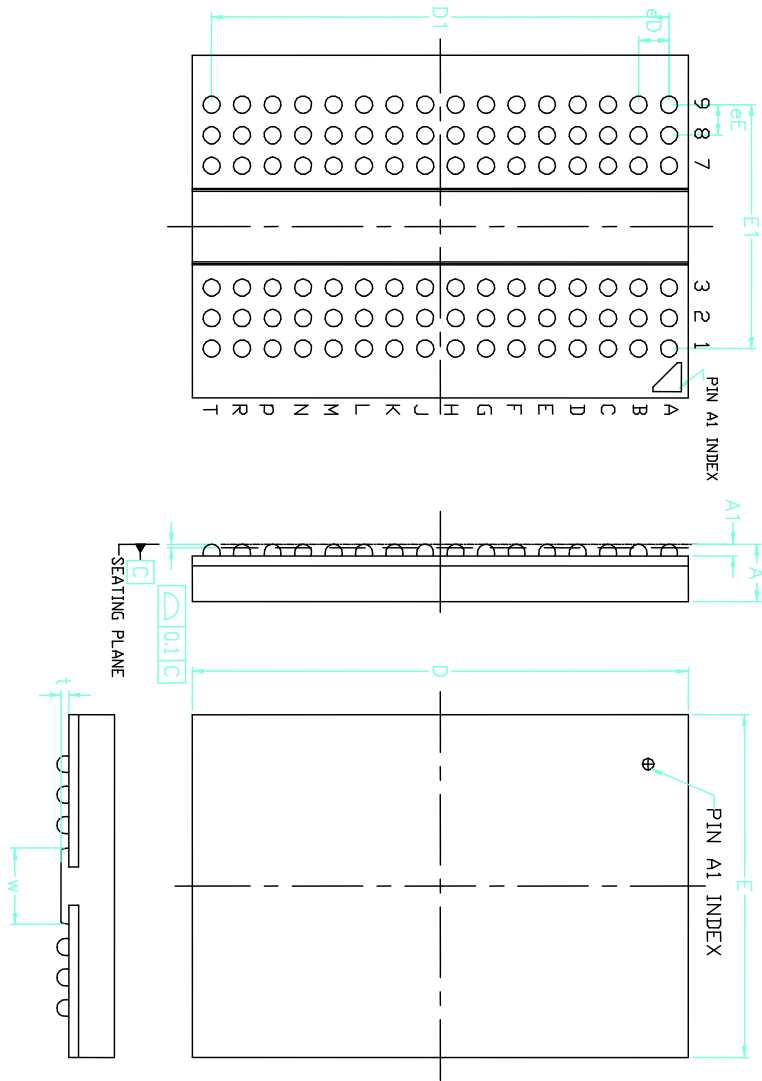 D1
eD
9
8
7
3
2
1
eE
E1
T R P N M L K J H G F E D C B A
PIN A1 INDEX
A1
A
C
SEATING PLANE
0.1 C
D
t
w
E
PIN A1 INDEX